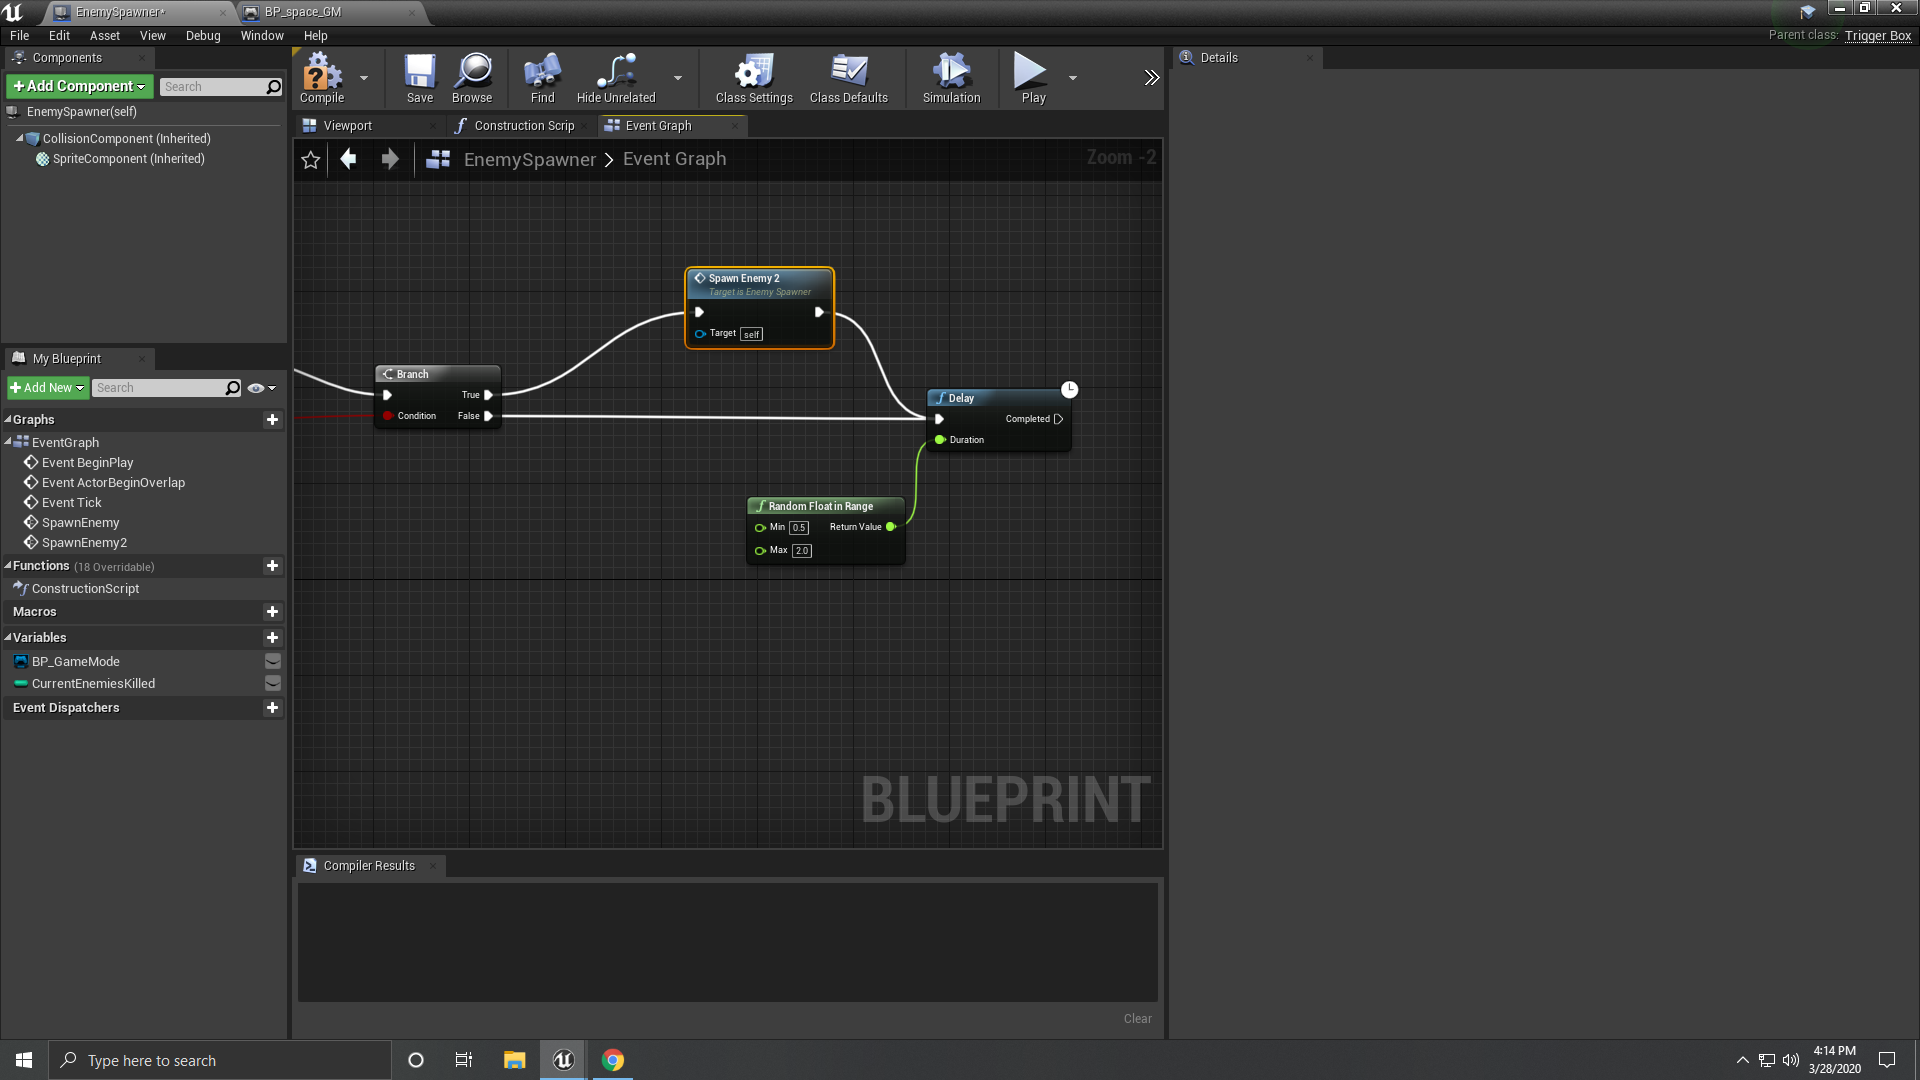 EnemySpawner*
BP_space_GM
File Edit Asset View Debug Window Help
Parent class: Trigger Box
Components
+Add Component
Search
EnemySpawner(self)
CollisionComponent (Inherited)
SpriteComponent (Inherited)
Compile
Save
Browse
Find
Hide Unrelated
Class Settings
Class Defaults
Simulation
Play
Details
Viewport
Construction Scrip
Event Graph
EnemySpawner > Event Graph
Zoom -2
Spawn Enemy 2
Target is Enemy Spawner
Target self
Branch
True
Condition False
Delay
Completed
Duration
Random Float in Range
Min 0.5 Return Value
Max 2.0
BLUEPRINT
My Blueprint
+Add New
Search
Graphs
EventGraph
Event BeginPlay
Event ActorBeginOverlap
Event Tick
SpawnEnemy
SpawnEnemy2
Functions (18 Overridable)
ConstructionScript
Macros
Variables
BP_GameMode
CurrentEnemiesKilled
Event Dispatchers
Compiler Results
Clear
Type here to search
4:14 PM
3/28/2020